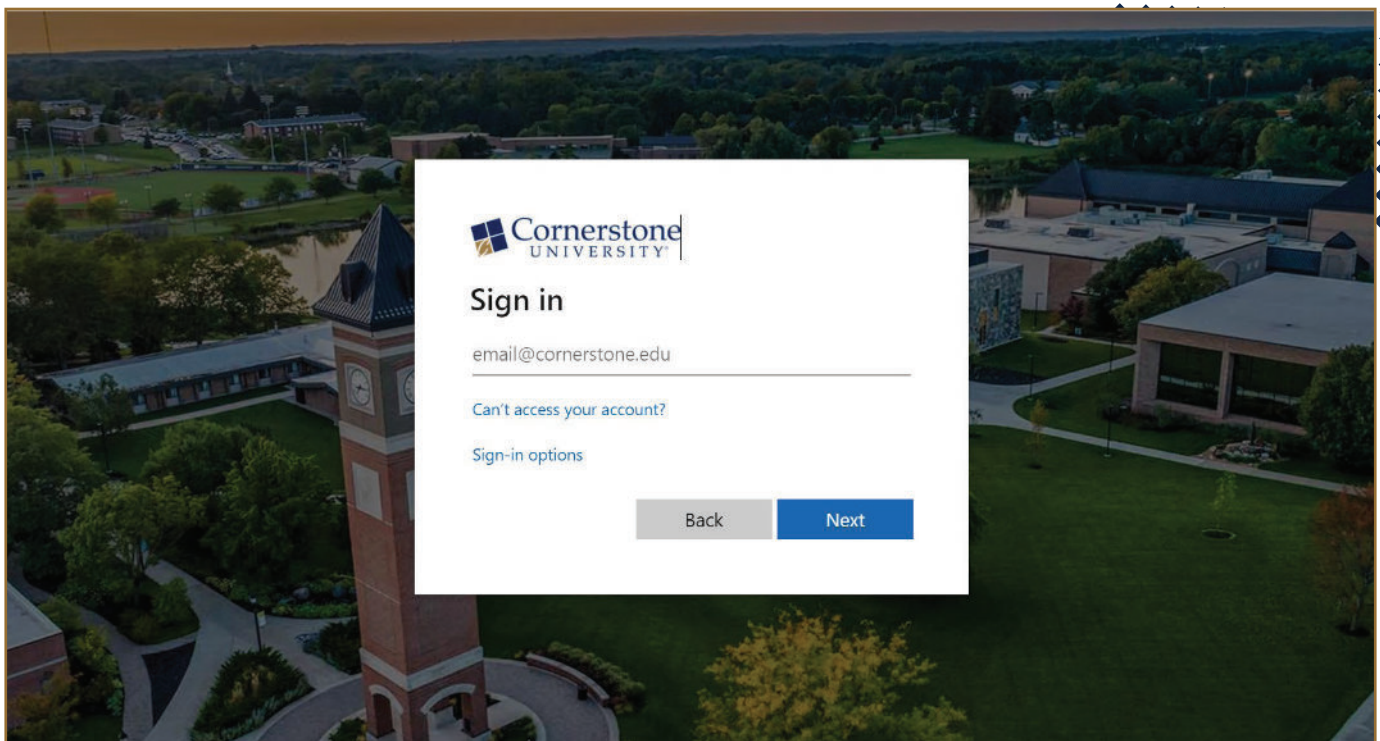 Cornerstone
UNIVERSITY
Sign in
email@cornerstone.edu
Can't access your account?
Sign-in options
Back
Next